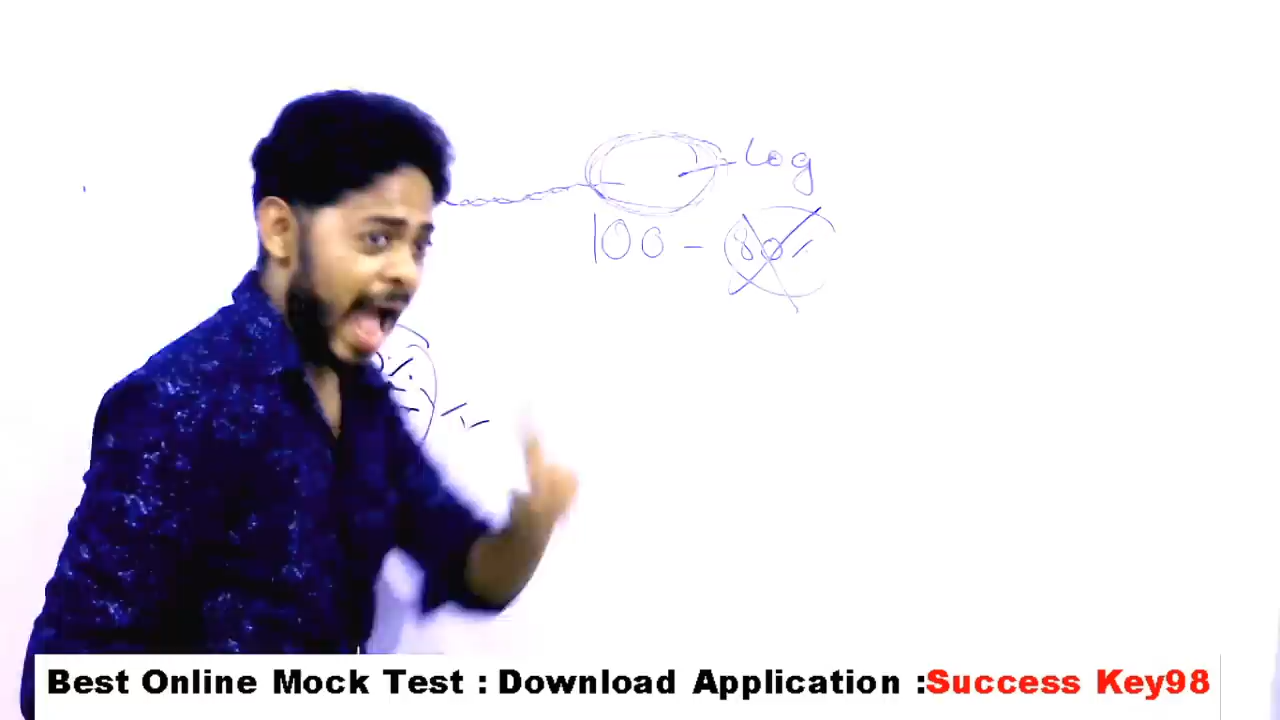 log
100 - 80%
Best Online Mock Test : Download Application :Success Key98